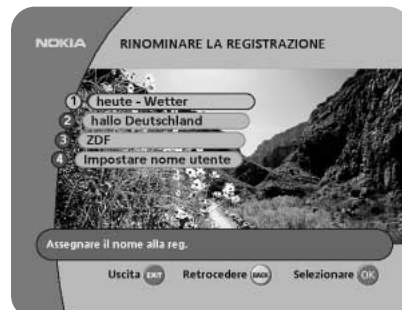 NOKIA
RINOMINARE LA REGISTRAZIONE
1 heute - Wetter
2 hallo Deutschland
3 ZDF
4 Impostare nome utente
Assegnare il nome alla reg.
Uscita EXIT Retrocedere BACK Selezionare OK